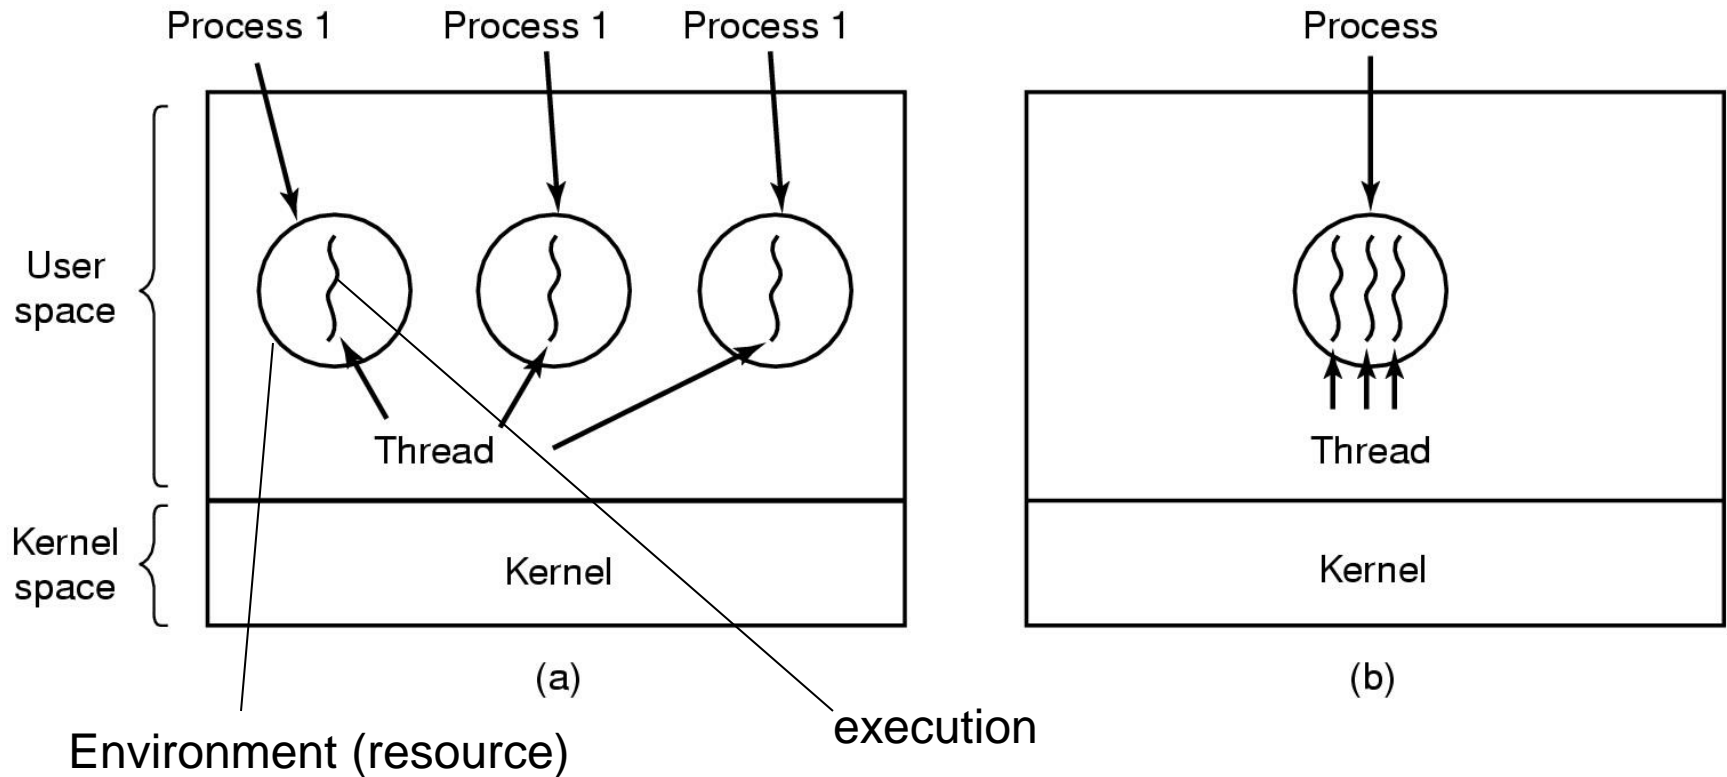 Process 1 Process 1 Process 1
Process
User
space
Thread
Thread
Kernel
space
Kernel
Kernel
(a)
(b)
Environment (resource)
execution